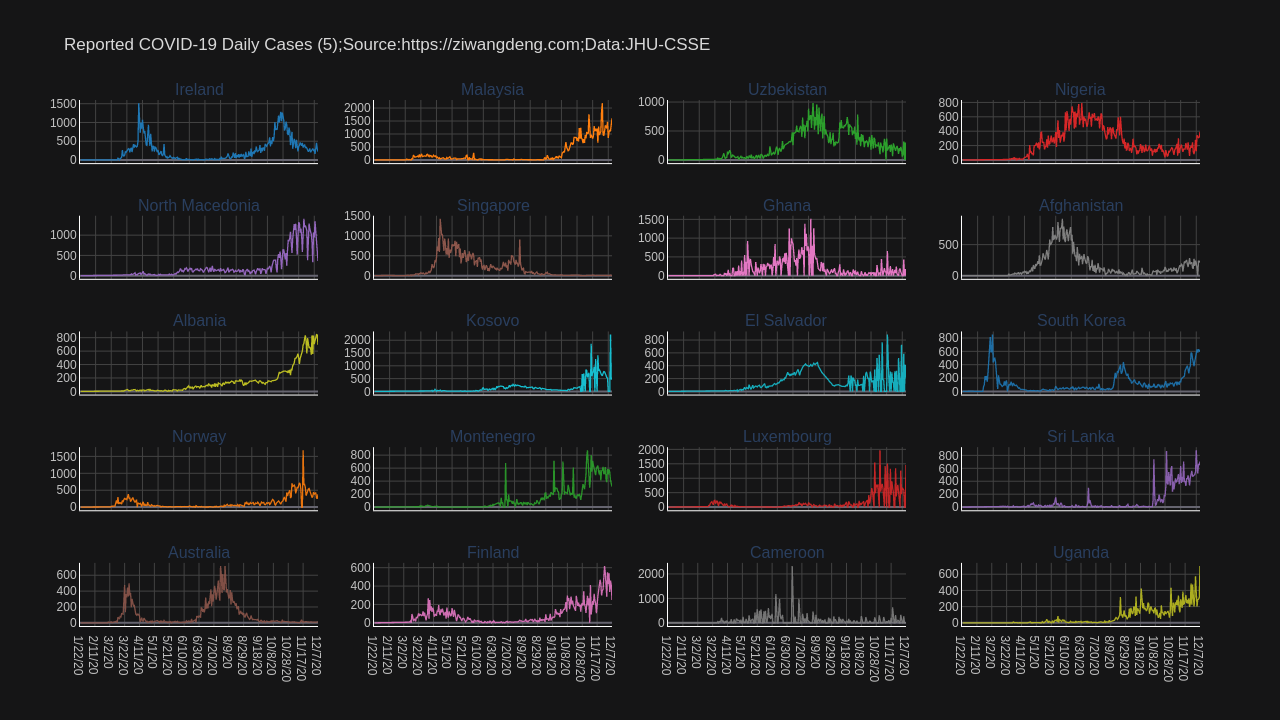 Reported COVID-19 Daily Cases (5);Source:https://ziwangdeng.com;Data:JHU-CSSE
Ireland Malaysia Uzbekistan Nigeria
1500 1000 500 0
2000 1500 1000 500 0
1000 500 0
800 600 400 200 0
North Macedonia Singapore Ghana Afghanistan
1000 500 0
1500 1000 500 0
1500 1000 500 0
500 0
Albania Kosovo El Salvador South Korea
800 600 400 200 0
2000 1500 1000 500 0
800 600 400 200 0
800 600 400 200 0
Norway Montenegro Luxembourg Sri Lanka
1500 1000 500 0
800 600 400 200 0
2000 1500 1000 500 0
800 600 400 200 0
Australia Finland Cameroon Uganda
600 400 200 0
600 400 200 0
2000 1000 0
600 400 200 0
1/22/20 2/11/20 3/2/20 3/22/20 4/11/20 5/1/20 5/21/20 6/10/20 6/30/20 7/20/20 8/9/20 8/29/20 9/18/20 10/8/20 10/28/20 11/17/20 12/7/20
1/22/20 2/11/20 3/2/20 3/22/20 4/11/20 5/1/20 5/21/20 6/10/20 6/30/20 7/20/20 8/9/20 8/29/20 9/18/20 10/8/20 10/28/20 11/17/20 12/7/20
1/22/20 2/11/20 3/2/20 3/22/20 4/11/20 5/1/20 5/21/20 6/10/20 6/30/20 7/20/20 8/9/20 8/29/20 9/18/20 10/8/20 10/28/20 11/17/20 12/7/20
1/22/20 2/11/20 3/2/20 3/22/20 4/11/20 5/1/20 5/21/20 6/10/20 6/30/20 7/20/20 8/9/20 8/29/20 9/18/20 10/8/20 10/28/20 11/17/20 12/7/20